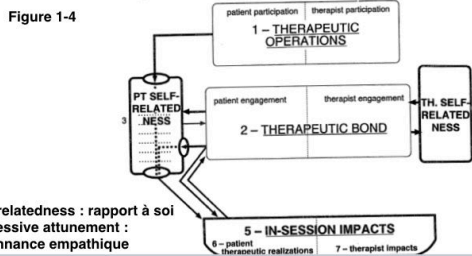 Figure 1-4
patient participation
therapist participation
1 – THERAPEUTIC
OPERATIONS
PT SELF-
RELATED
NESS
3
patient engagement
therapist engagement
2 – THERAPEUTIC BOND
TH. SELF-
RELATED
NESS
relatedness : rapport à soi
essive attunement :
nnance empathique
5 – IN-SESSION IMPACTS
6 – patient
therapeutic realizations
7 – therapist impacts